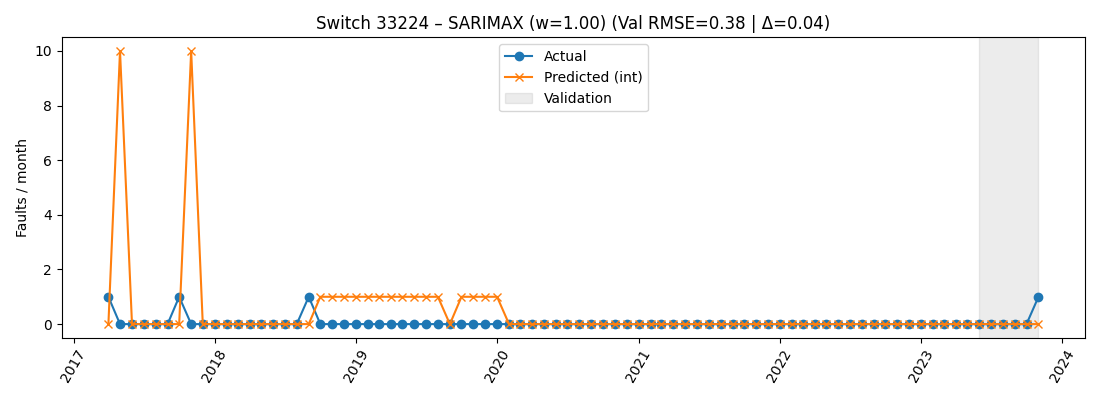 Switch 33224 – SARIMAX (w=1.00) (Val RMSE=0.38 | Δ=0.04)
Actual
Predicted (int)
Validation
Faults / month
10
8
6
4
2
0
2017
2018
2019
2020
2021
2022
2023
2024